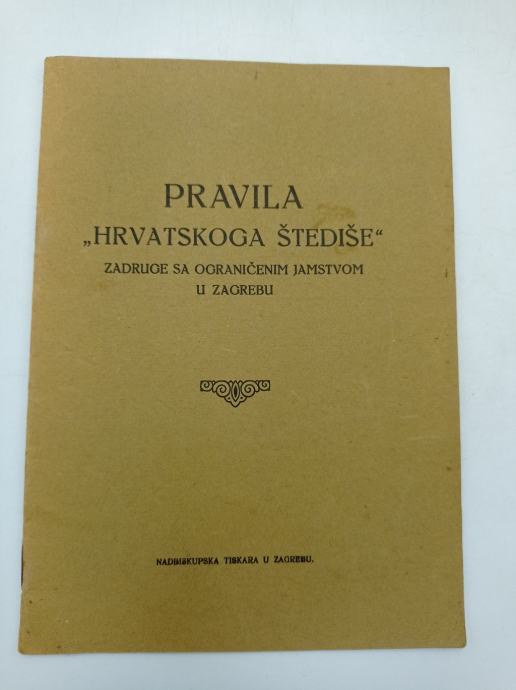 PRAVILA
„HRVATSKOGA ŠTEDIŠE“
ZADRUGE SA OGRANIČENIM JAMSTVOM
U ZAGREBU
NADBISKUPSKA TISKARA U ZAGREBU.